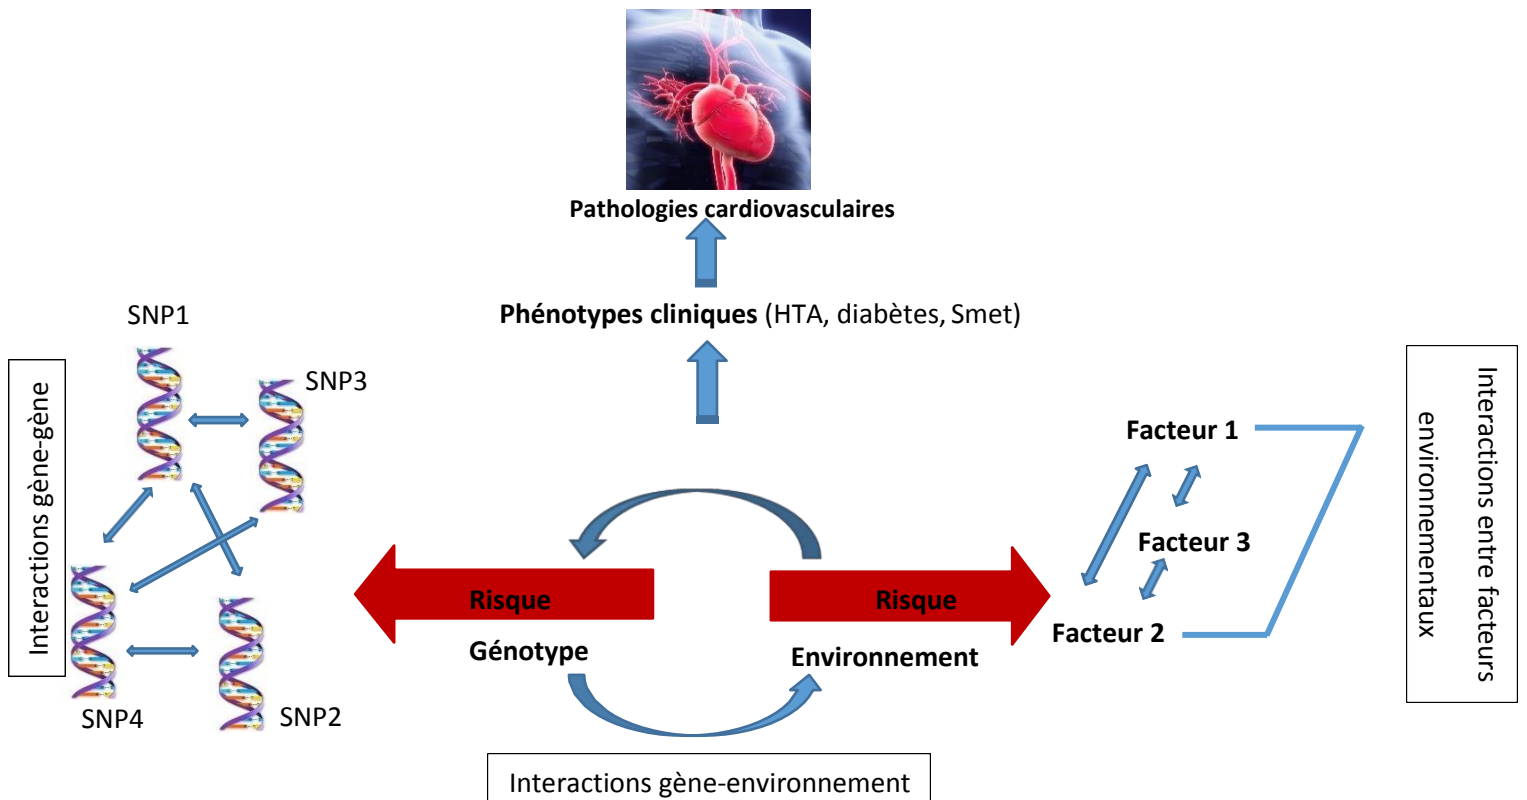 Pathologies cardiovasculaires
Phénotypes cliniques (HTA, diabètes, Smet)
SNP1
SNP3
Interactions gène-gène
SNP4
SNP2
Risque
Génotype
Risque
Environnement
Facteur 1
Facteur 3
Facteur 2
Interactions entre facteurs
environnementaux
Interactions gène-environnement